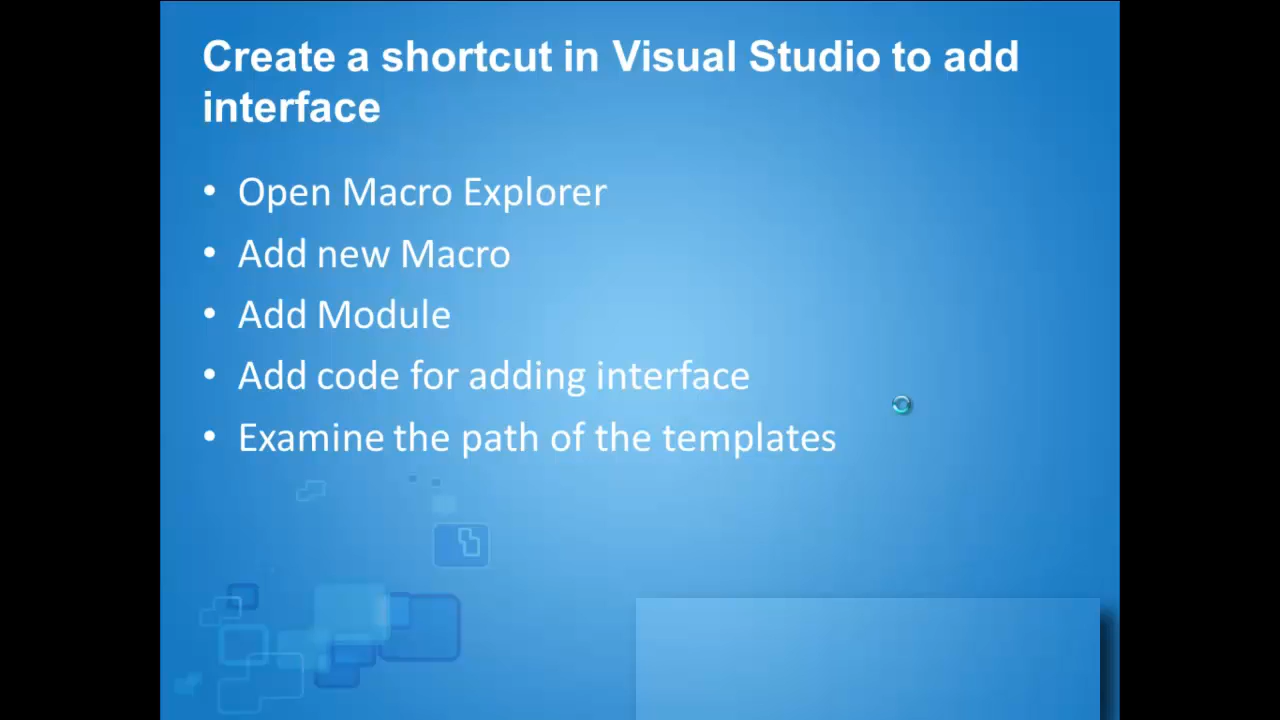 Create a shortcut in Visual Studio to add
interface
• Open Macro Explorer
• Add new Macro
• Add Module
• Add code for adding interface
• Examine the path of the templates